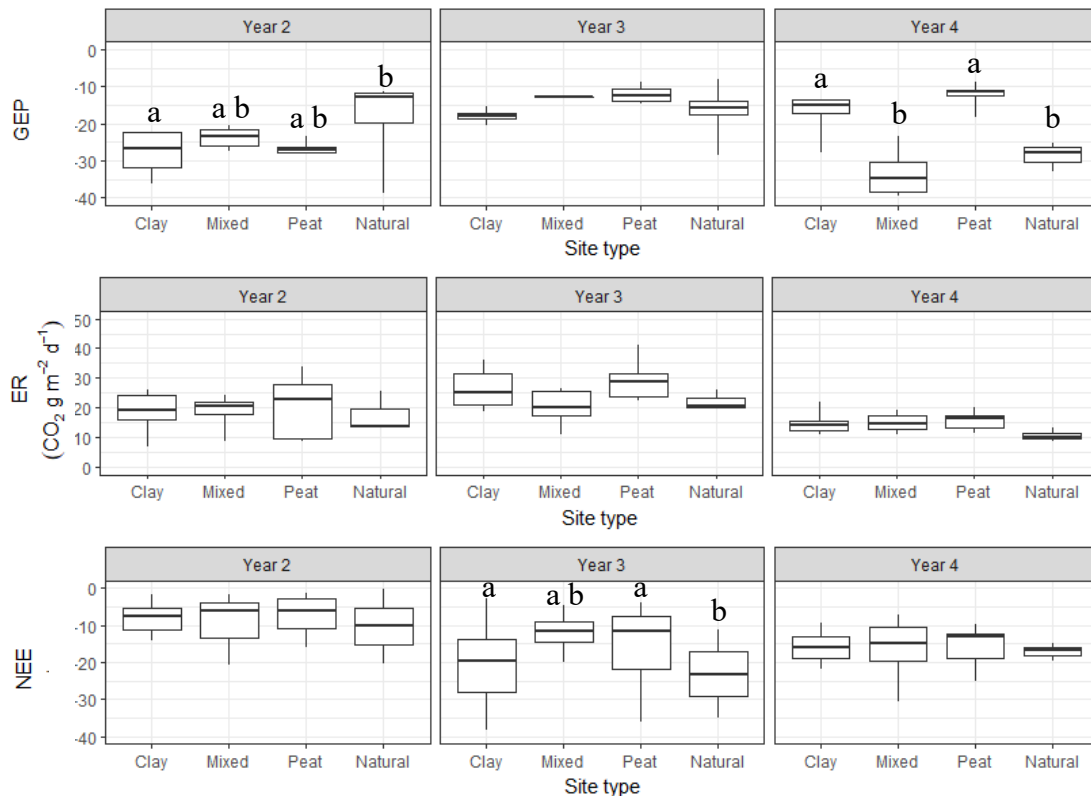 Year 2 Year 3 Year 4
0
-10
-20
-30
-40
GEP
a a b a b b
a b a b
Clay Mixed Peat Natural Clay Mixed Peat Natural Clay Mixed Peat Natural
Site type
Year 2 Year 3 Year 4
50
40
30
20
10
0
ER
(CO₂ g m⁻² d⁻¹)
Clay Mixed Peat Natural Clay Mixed Peat Natural Clay Mixed Peat Natural
Site type
Year 2 Year 3 Year 4
0
-10
-20
-30
-40
NEE
a a b a b
Clay Mixed Peat Natural Clay Mixed Peat Natural Clay Mixed Peat Natural
Site type